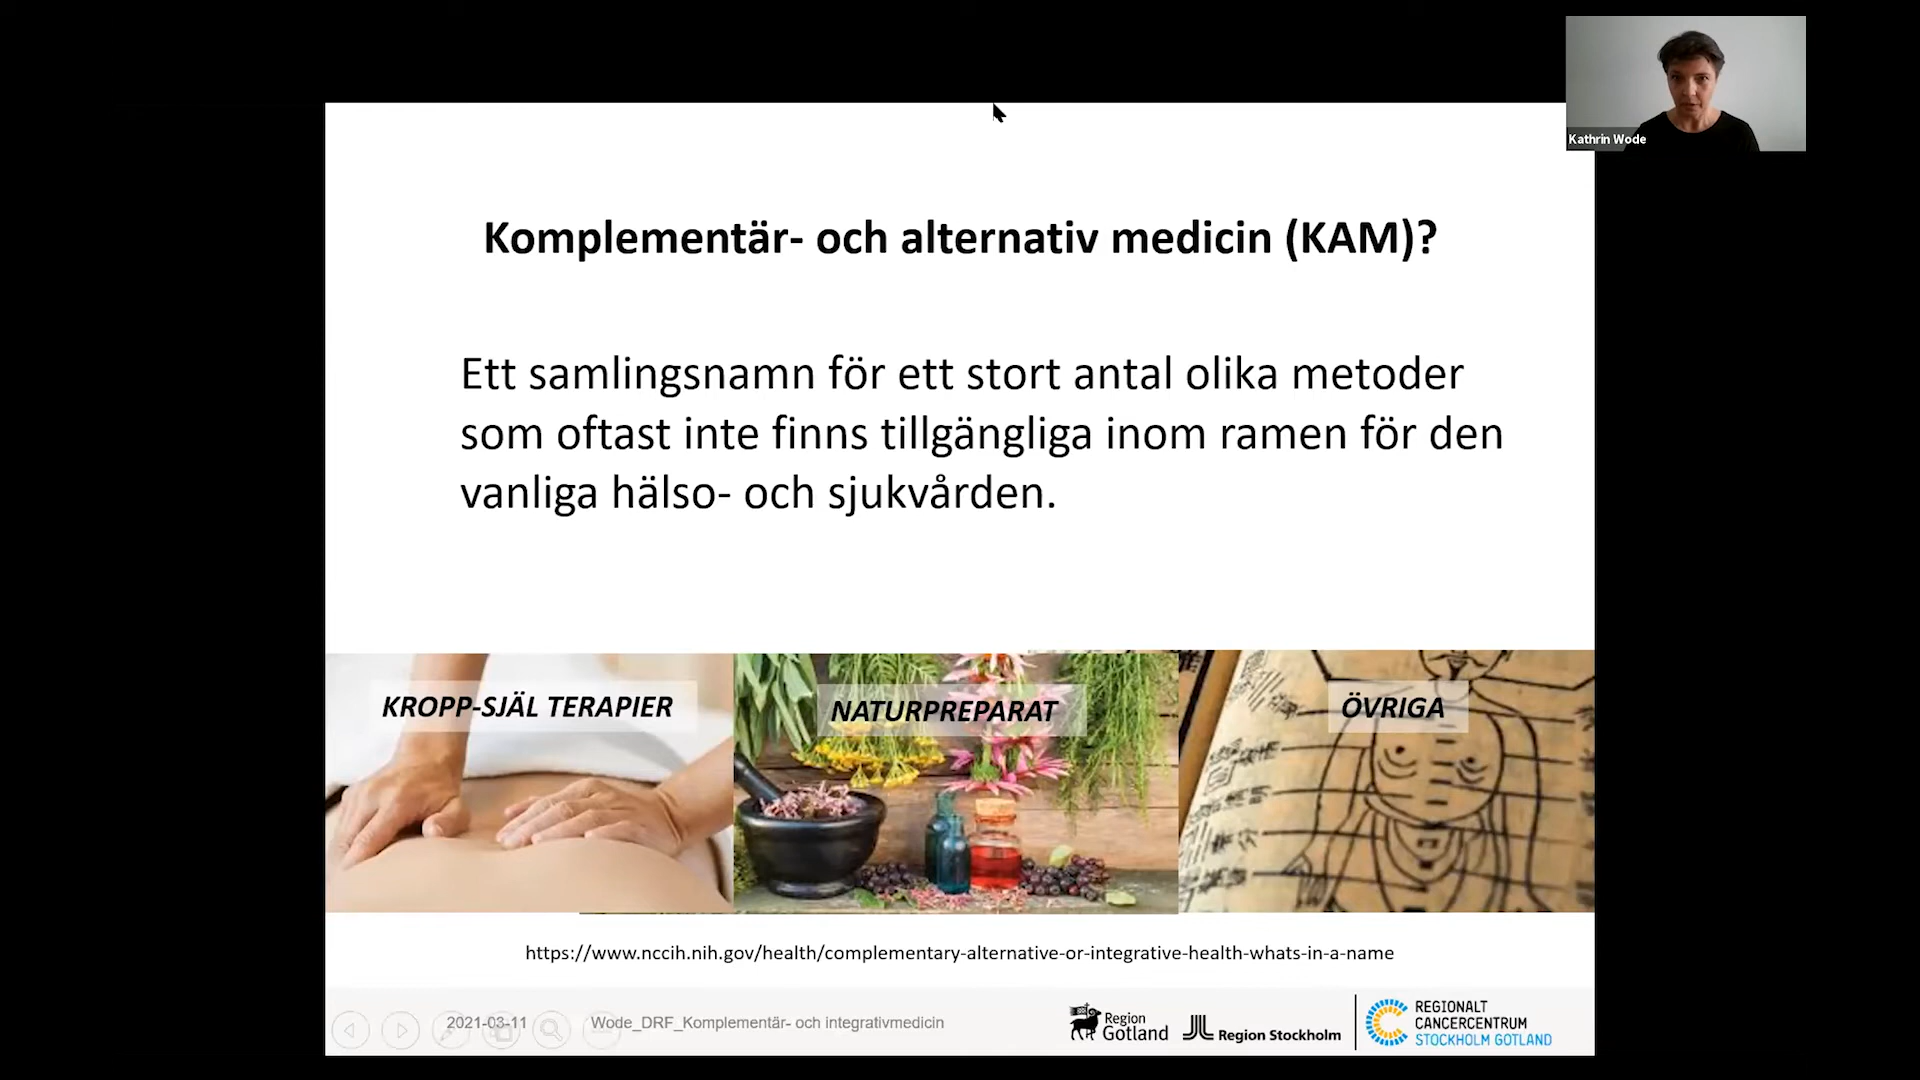 Kathrin Wode
Komplementär- och alternativ medicin (KAM)?
Ett samlingsnamn för ett stort antal olika metoder
som oftast inte finns tillgängliga inom ramen för den
vanliga hälso- och sjukvården.
KROPP-SJÄL TERAPIER
NATURPREPARAT
ÖVRIGA
https://www.nccih.nih.gov/health/complementary-alternative-or-integrative-health-whats-in-a-name
2021-03-11
Wode_DRF_Komplementär- och integrativmedicin
Region
Gotland
Region Stockholm
REGIONALT
CANCERCENTRUM
STOCKHOLM GOTLAND